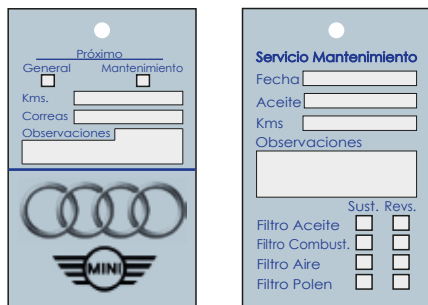 Próximo
General Mantenimiento
Kms.
Correas
Observaciones
MINI
Servicio Mantenimiento
Fecha
Aceite
Kms
Observaciones
Sust. Revs.
Filtro Aceite
Filtro Combust.
Filtro Aire
Filtro Polen